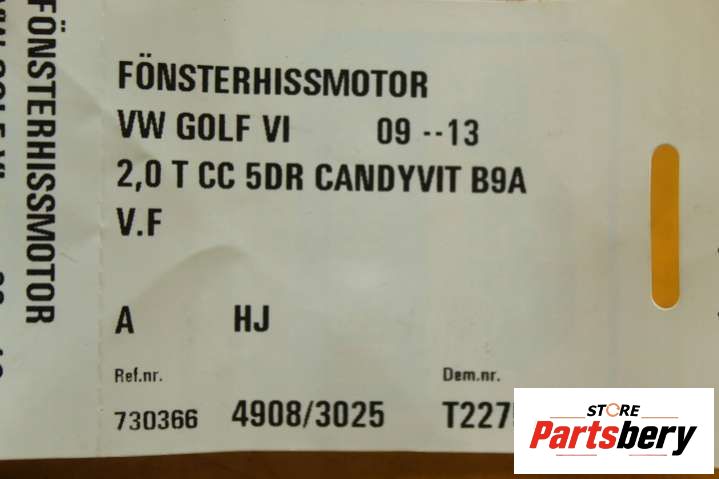 FÖNSTERHISSMOTOR
VW GOLF VI 09 --13
2,0 T CC 5DR CANDYVIT B9A
V.F
A HJ
Ref.nr. Dem.nr.
730366 4908/3025
FÖNSTERHISSMOTOR
STORE
Partsbery